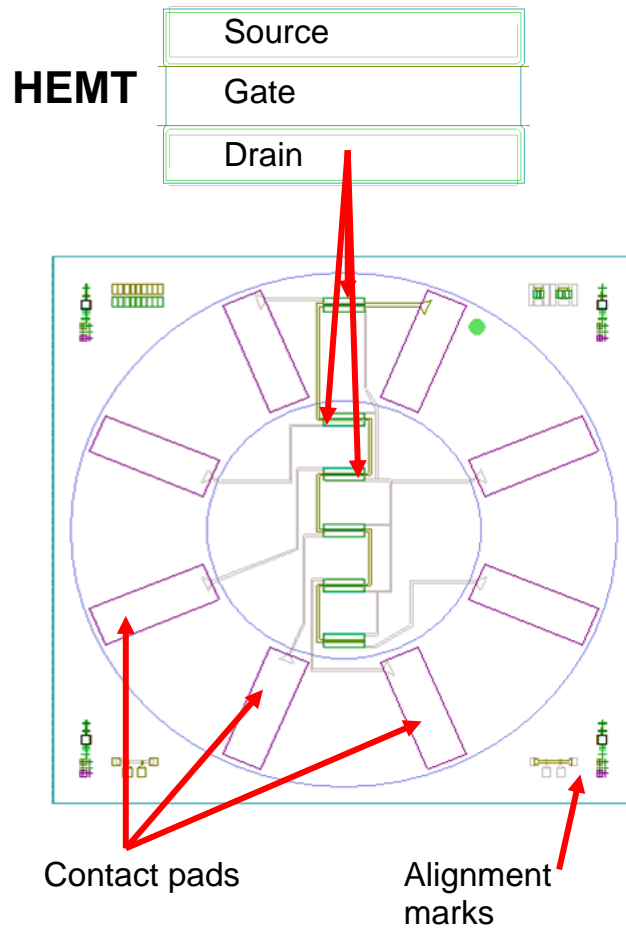 Source
HEMT
Gate
Drain
Contact pads
Alignment
marks